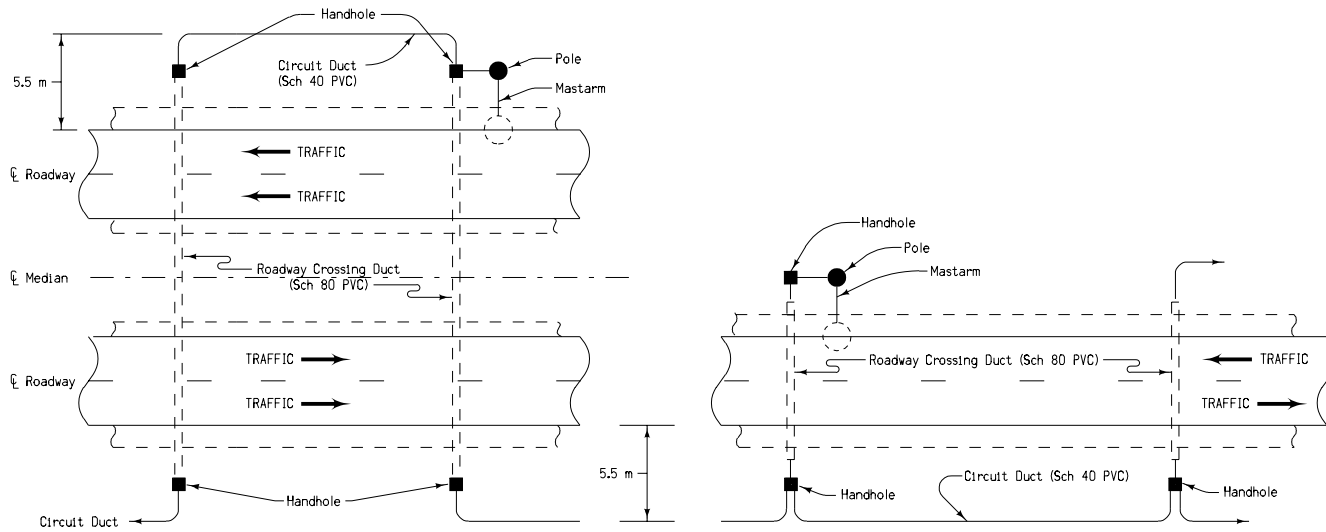 Handhole
Circuit Duct
(Sch 40 PVC)
Pole
Mastarm
5.5 m
TRAFFIC
℄ Roadway
TRAFFIC
℄ Median
Roadway Crossing Duct
(Sch 80 PVC)
TRAFFIC
℄ Roadway
TRAFFIC
Handhole
Circuit Duct
Handhole
Pole
Mastarm
Roadway Crossing Duct (Sch 80 PVC)
TRAFFIC
TRAFFIC
5.5 m
Circuit Duct (Sch 40 PVC)
Handhole
Handhole